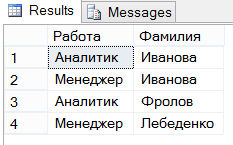 Results Messages
Работа Фамилия
1 Аналитик Иванова
2 Менеджер Иванова
3 Аналитик Фролов
4 Менеджер Лебеденко